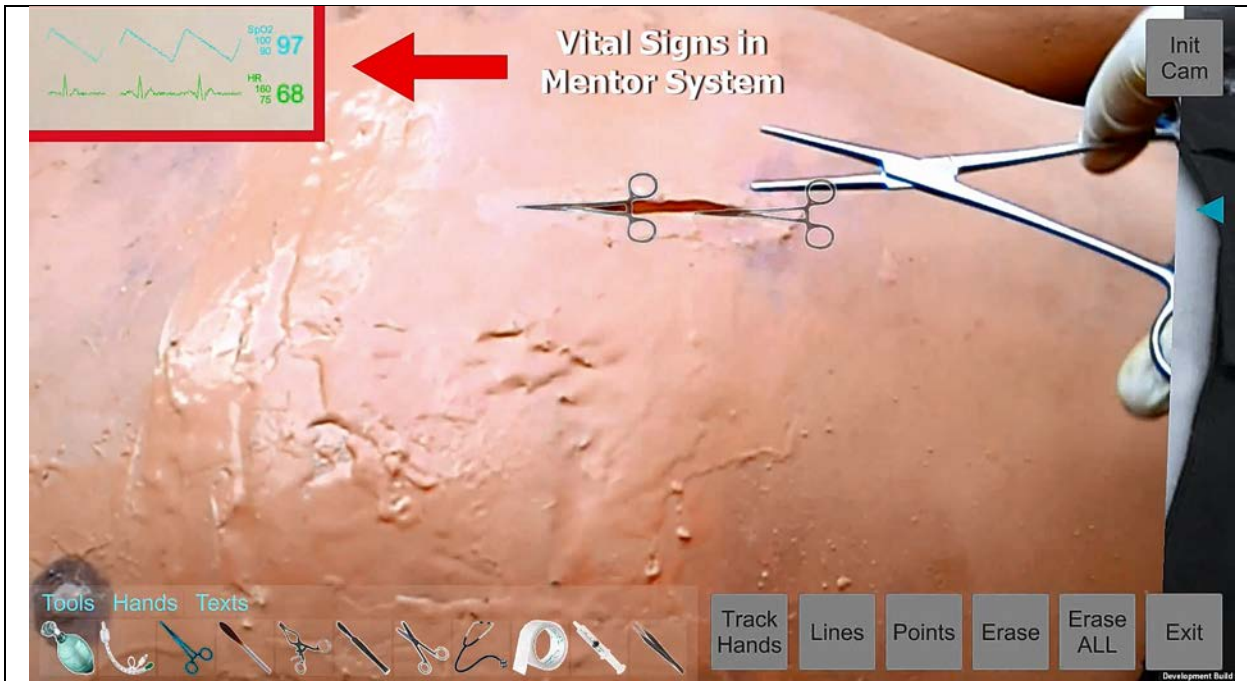 SpO2
100
90
97
HR
160
75
68
Vital Signs in
Mentor System
Init
Cam
Tools Hands Texts
Track
Hands
Lines
Points
Erase
Erase
ALL
Exit
Development Build